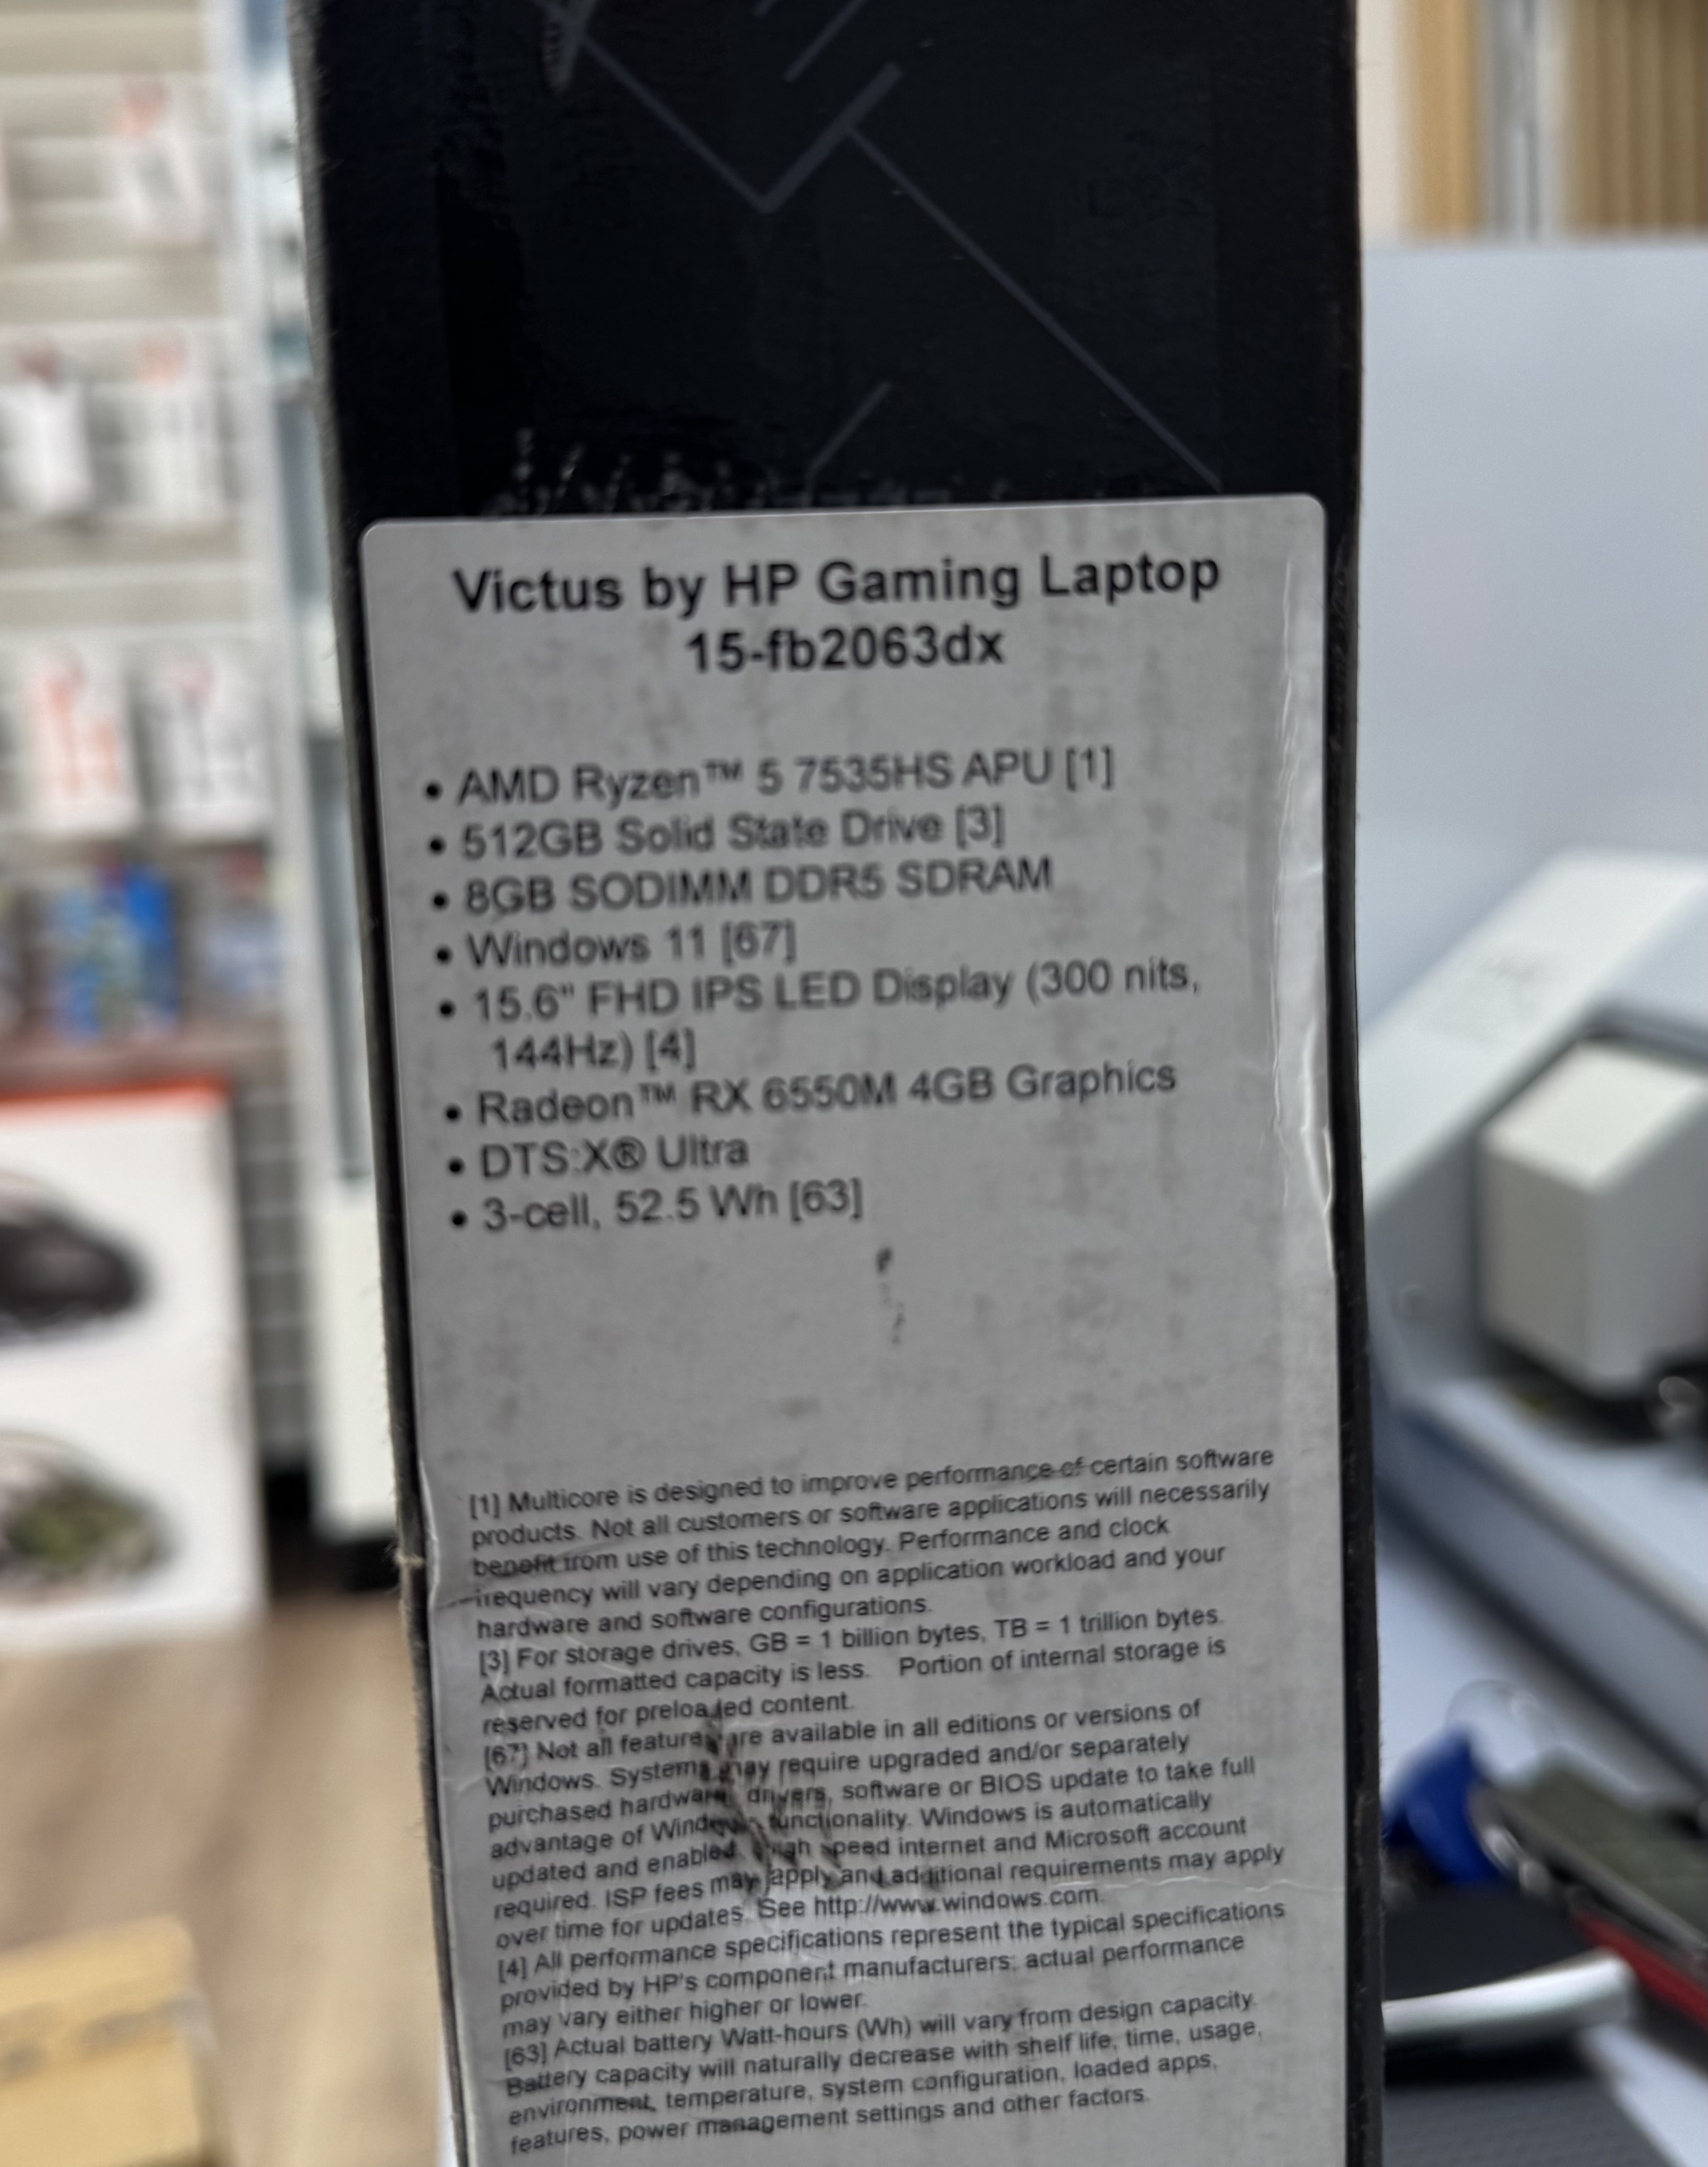 Victus by HP Gaming Laptop
15-fb2063dx
• AMD Ryzen™ 5 7535HS APU [1]
• 512GB Solid State Drive [3]
• 8GB SODIMM DDR5 SDRAM
• Windows 11 [67]
• 15.6" FHD IPS LED Display (300 nits,
144Hz) [4]
• Radeon™ RX 6550M 4GB Graphics
• DTS:X® Ultra
• 3-cell, 52.5 Wh [63]
[1] Multicore is designed to improve performance of certain software
products. Not all customers or software applications will necessarily
benefit from use of this technology. Performance and clock
frequency will vary depending on application workload and your
hardware and software configurations.
[3] For storage drives, GB = 1 billion bytes, TB = 1 trillion bytes.
Actual formatted capacity is less. Portion of internal storage is
reserved for preloaded content.
[67] Not all features are available in all editions or versions of
Windows. Systems may require upgraded and/or separately
purchased hardware, drivers, software or BIOS update to take full
advantage of Windows functionality. Windows is automatically
updated and enabled. High speed internet and Microsoft account
required. ISP fees may apply and additional requirements may apply
over time for updates. See http://www.windows.com.
[4] All performance specifications represent the typical specifications
provided by HP's component manufacturers; actual performance
may vary either higher or lower.
[63] Actual battery Watt-hours (Wh) will vary from design capacity.
Battery capacity will naturally decrease with shelf life, time, usage,
environment, temperature, system configuration, loaded apps,
features, power management settings and other factors.